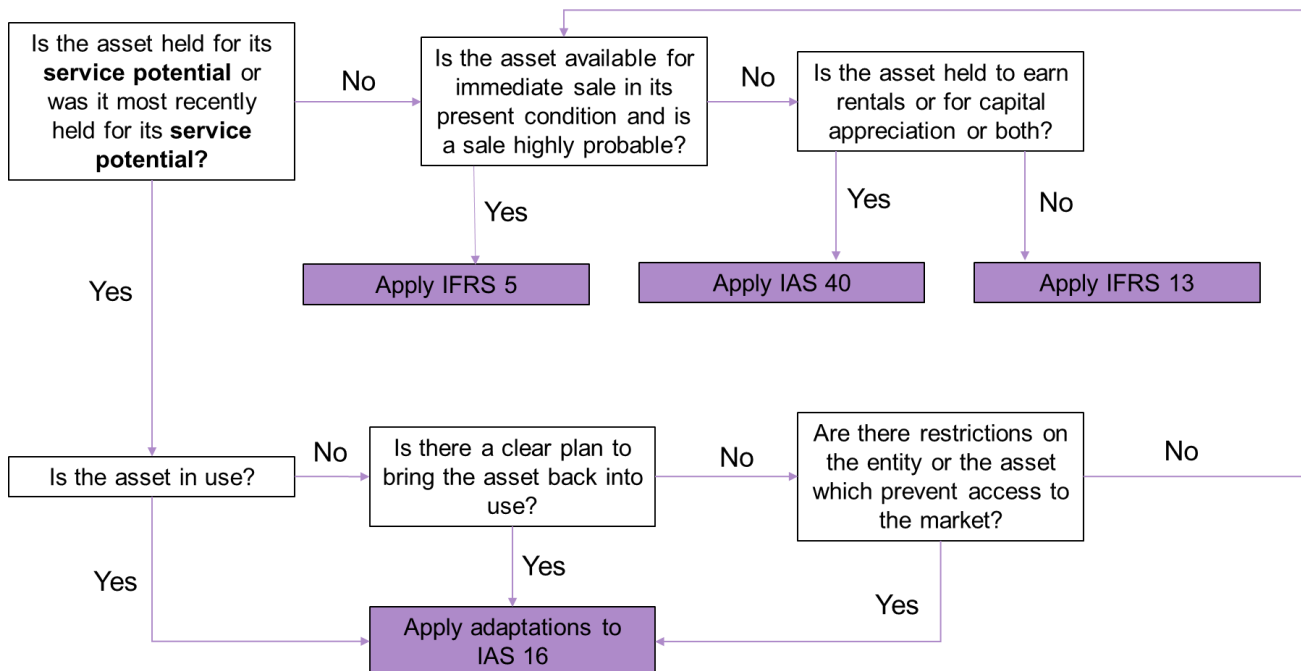 Is the asset held for its
service potential or
was it most recently
held for its service
potential?
No
Is the asset available for
immediate sale in its
present condition and is
a sale highly probable?
No
Is the asset held to earn
rentals or for capital
appreciation or both?
Yes
Yes
No
Apply IFRS 5
Apply IAS 40
Apply IFRS 13
Yes
Is the asset in use?
No
Is there a clear plan to
bring the asset back into
use?
No
Are there restrictions on
the entity or the asset
which prevent access to
the market?
No
Yes
Yes
Yes
Apply adaptations to
IAS 16